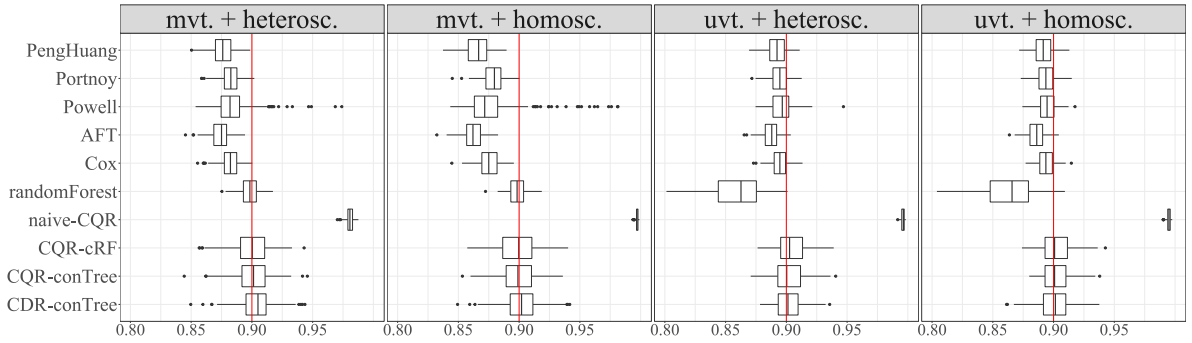 mvt. + heterosc. mvt. + homosc. uvt. + heterosc. uvt. + homosc.
PengHuang
Portnoy
Powell
AFT
Cox
randomForest
naive-CQR
CQR-cRF
CQR-conTree
CDR-conTree
0.80 0.85 0.90 0.95 0.80 0.85 0.90 0.95 0.80 0.85 0.90 0.95 0.80 0.85 0.90 0.95